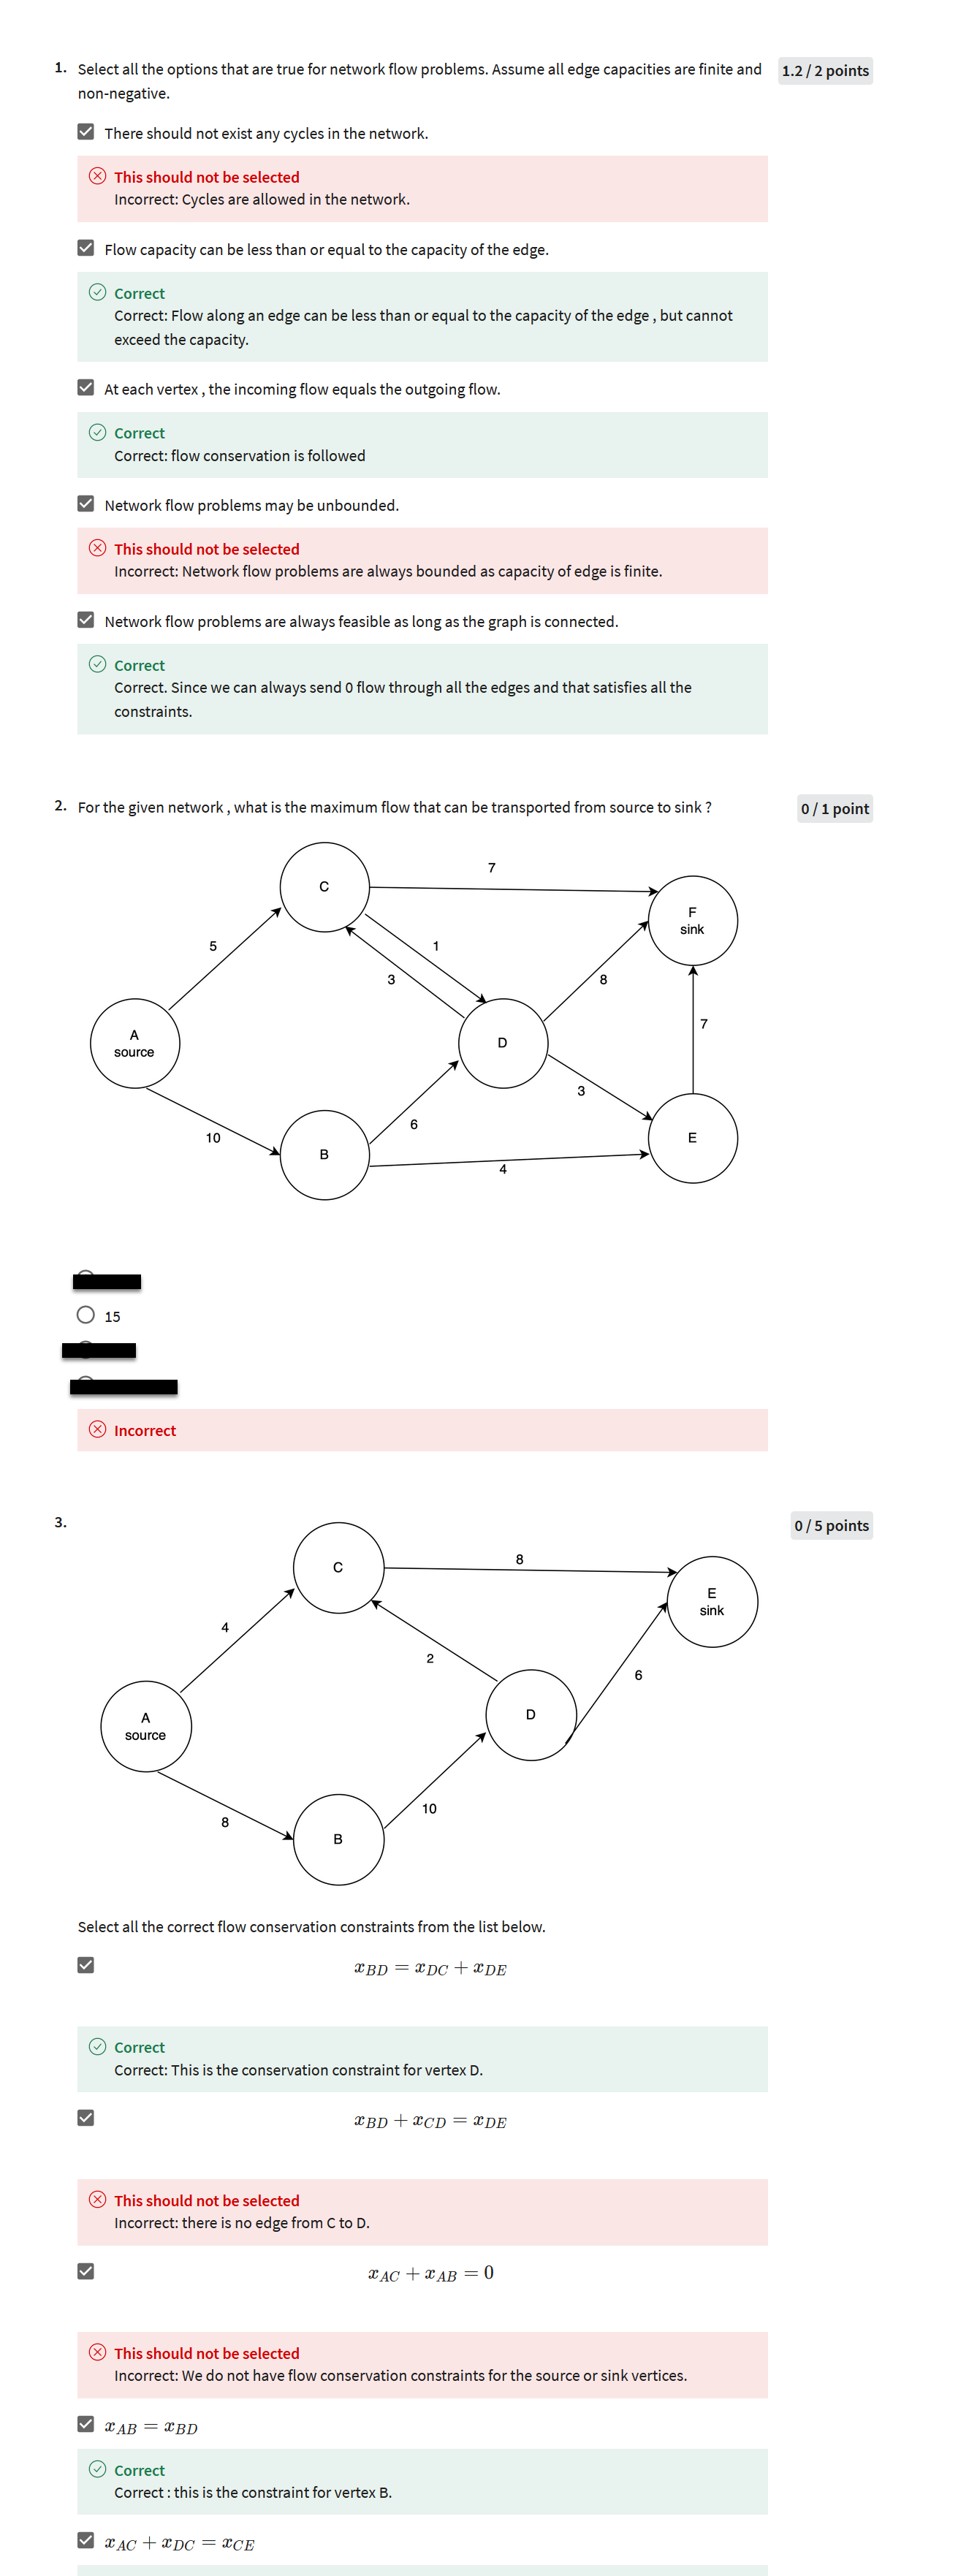 1. Select all the options that are true for network flow problems. Assume all edge capacities are finite and
non-negative.
1.2 / 2 points
There should not exist any cycles in the network.
This should not be selected
Incorrect: Cycles are allowed in the network.
Flow capacity can be less than or equal to the capacity of the edge.
Correct
Correct: Flow along an edge can be less than or equal to the capacity of the edge , but cannot
exceed the capacity.
At each vertex , the incoming flow equals the outgoing flow.
Correct
Correct: flow conservation is followed
Network flow problems may be unbounded.
This should not be selected
Incorrect: Network flow problems are always bounded as capacity of edge is finite.
Network flow problems are always feasible as long as the graph is connected.
Correct
Correct. Since we can always send 0 flow through all the edges and that satisfies all the
constraints.
2. For the given network , what is the maximum flow that can be transported from source to sink ?
0 / 1 point
7
C
F
sink
5
1
3
8
A
source
D
7
3
10
6
B
E
4
15
Incorrect
3.
0 / 5 points
8
C
E
sink
4
2
6
A
source
D
10
8
B
Select all the correct flow conservation constraints from the list below.
x_{BD} = x_{DC} + x_{DE}
Correct
Correct: This is the conservation constraint for vertex D.
x_{BD} + x_{CD} = x_{DE}
This should not be selected
Incorrect: there is no edge from C to D.
x_{AC} + x_{AB} = 0
This should not be selected
Incorrect: We do not have flow conservation constraints for the source or sink vertices.
x_{AB} = x_{BD}
Correct
Correct : this is the constraint for vertex B.
x_{AC} + x_{DC} = x_{CE}